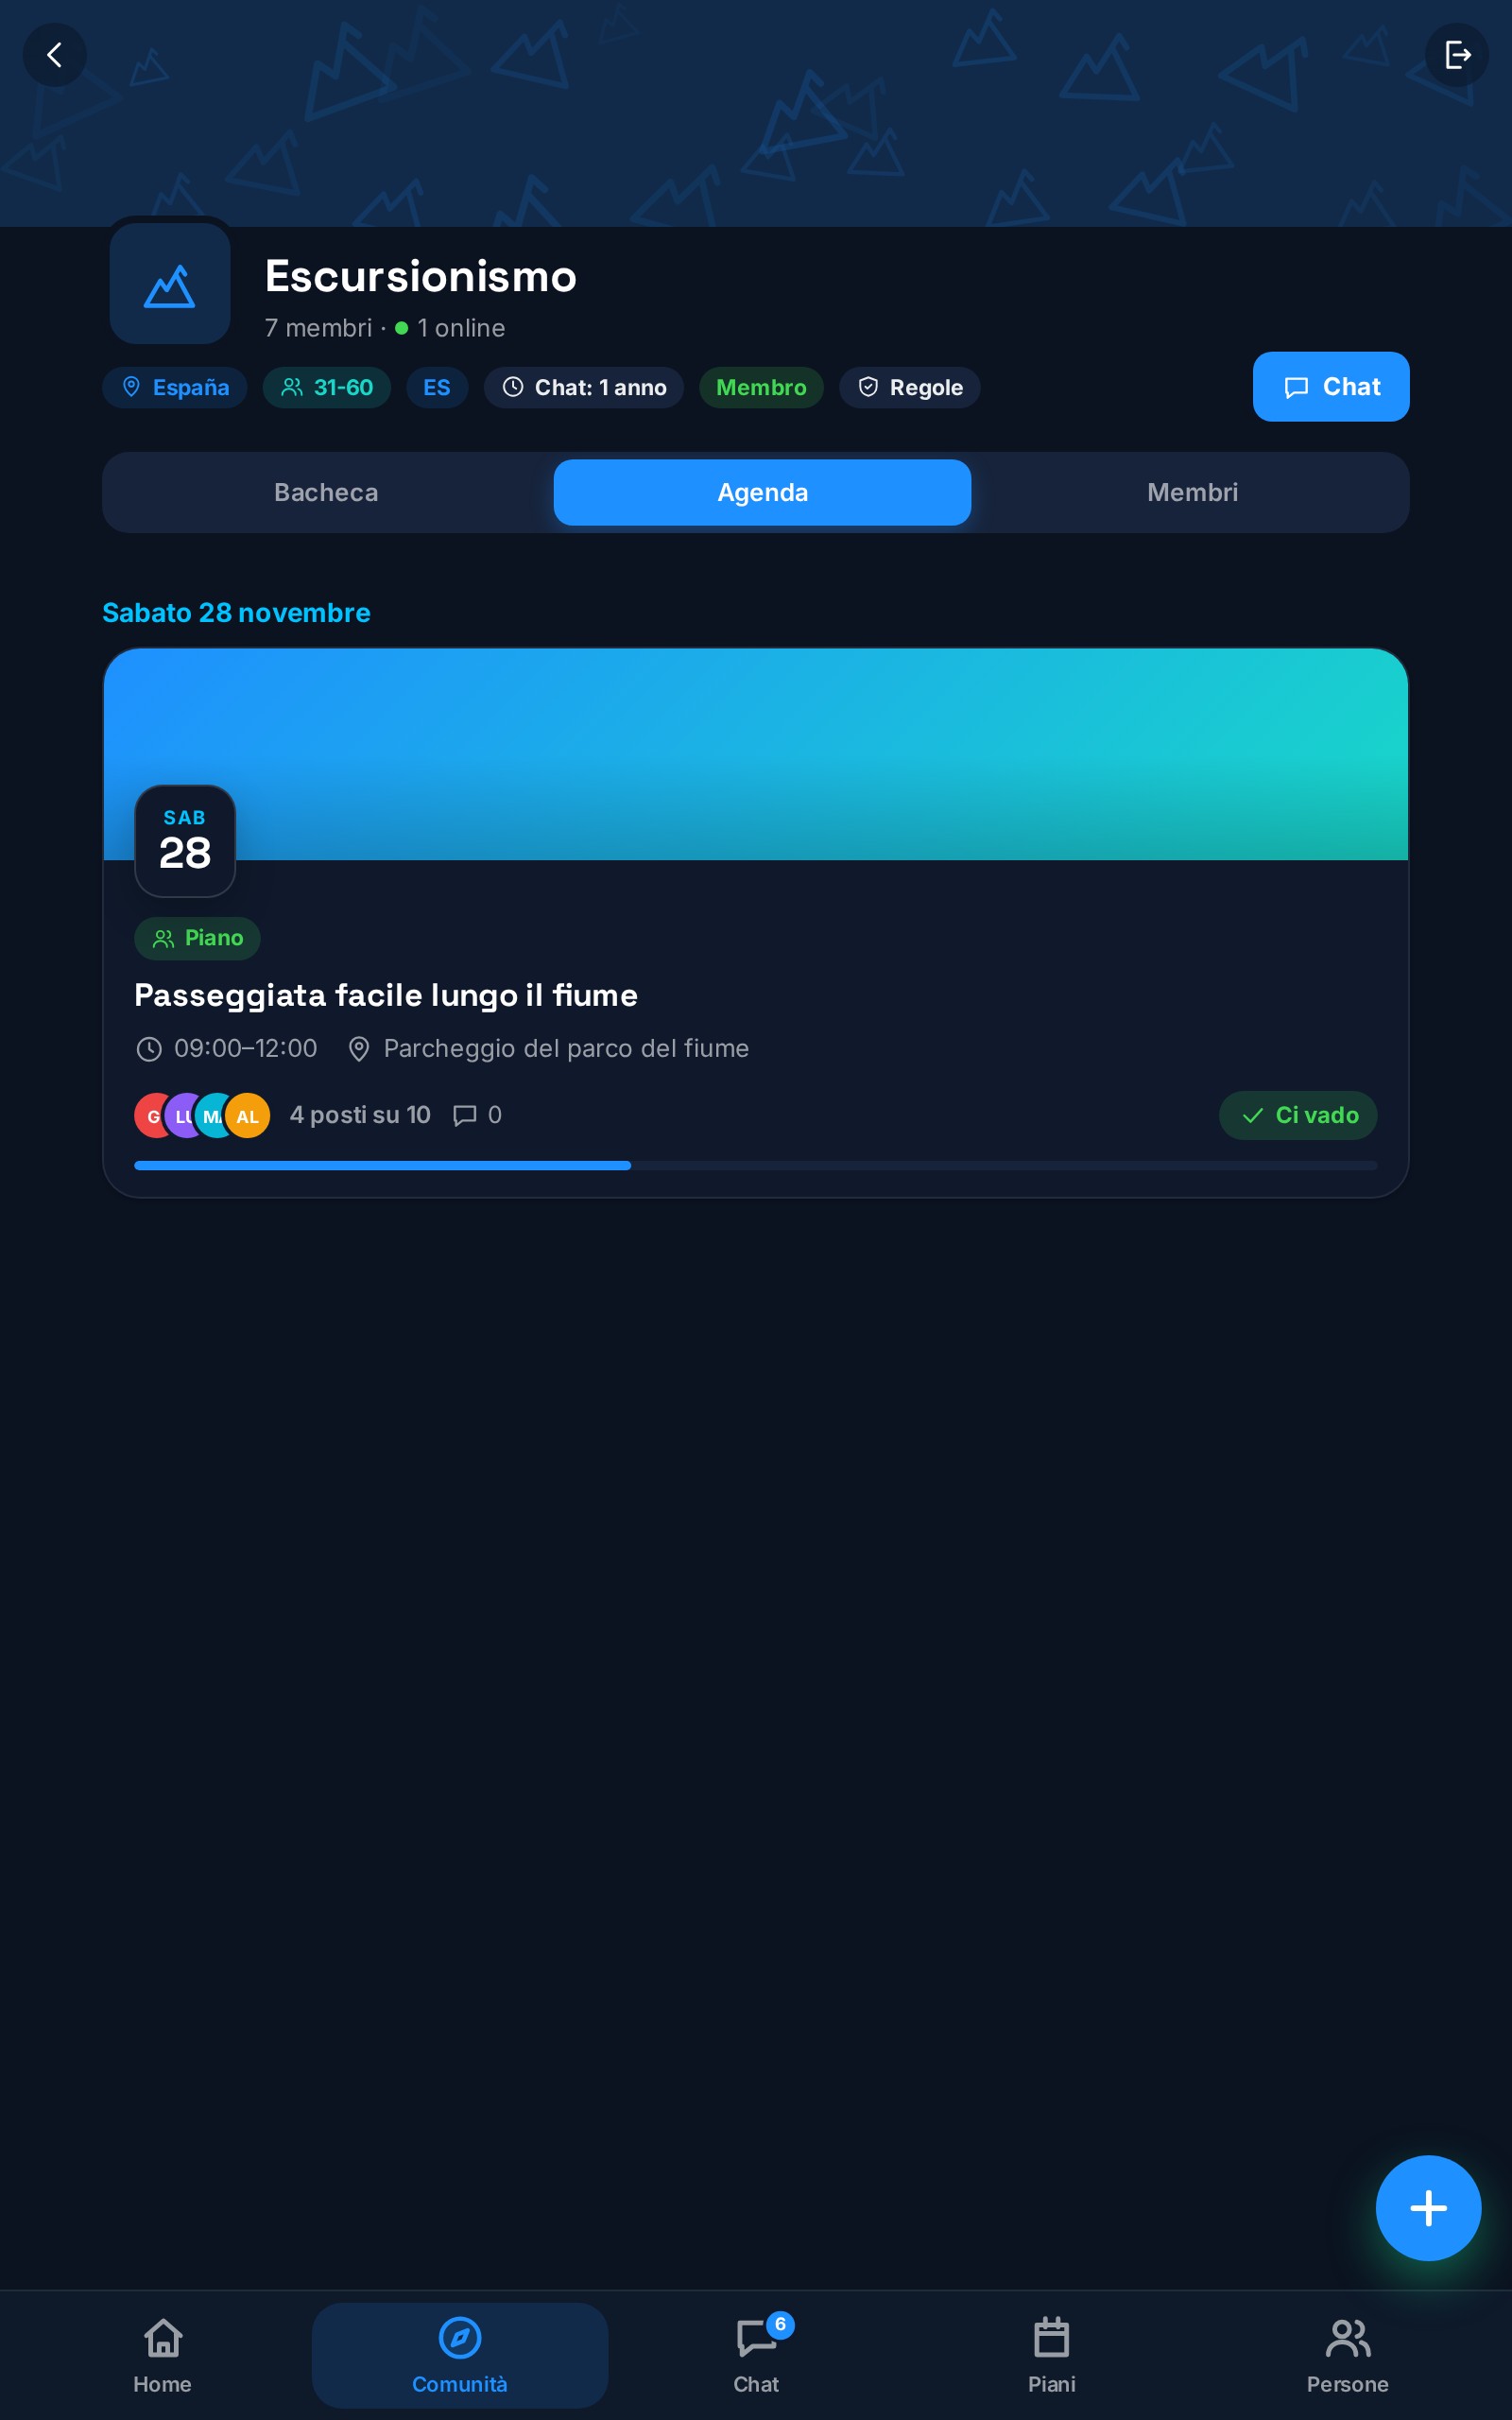 Escursionismo
7 membri · 1 online
España 31-60 ES Chat: 1 anno Membro Regole
Chat
Bacheca Agenda Membri
Sabato 28 novembre
SAB
28
Piano
Passeggiata facile lungo il fiume
09:00–12:00 Parcheggio del parco del fiume
G LU MA AL 4 posti su 10 0 Ci vado
6
Home Comunità Chat Piani Persone